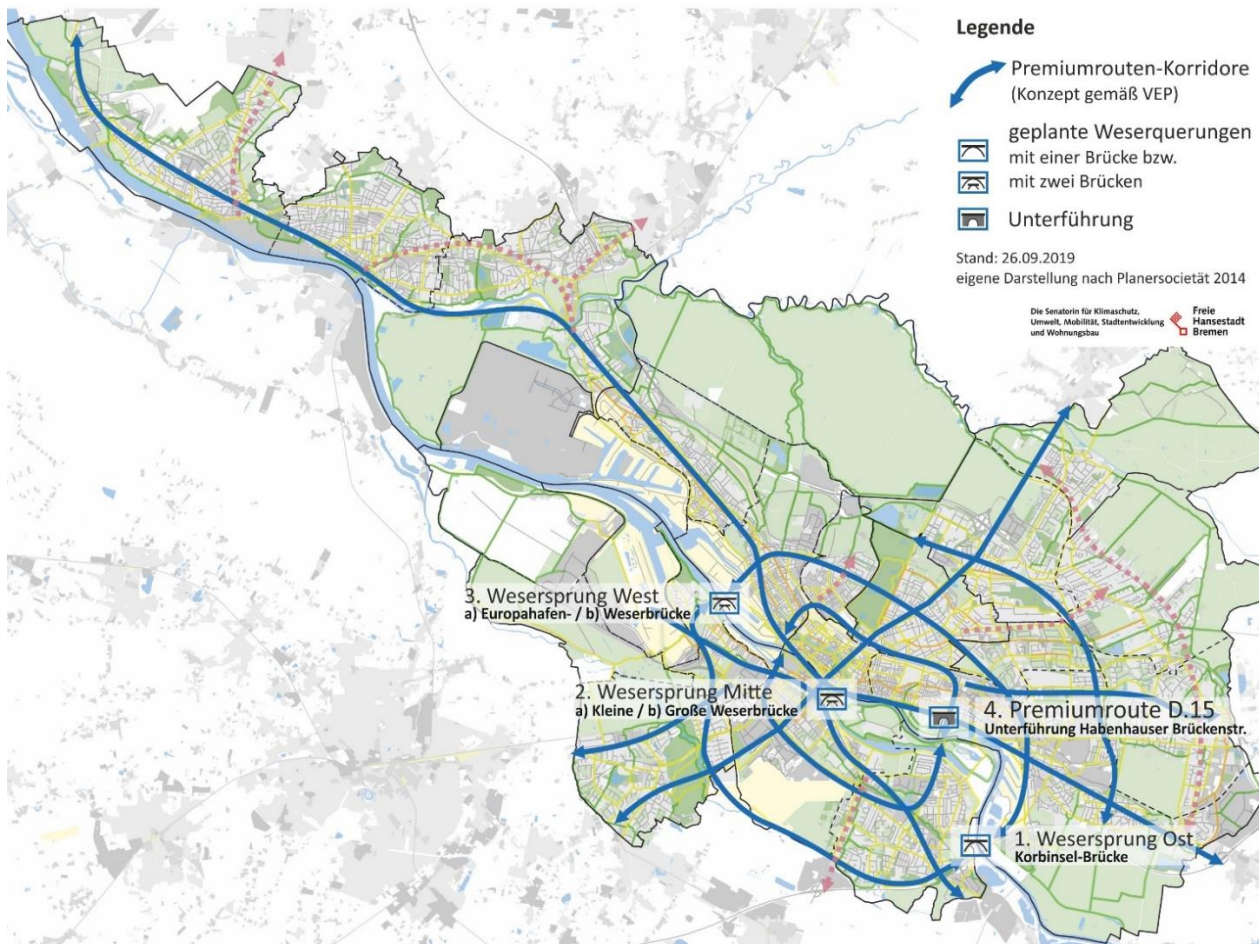 Legende
Premiumrouten-Korridore
(Konzept gemäß VEP)
geplante Weserquerungen
mit einer Brücke bzw.
mit zwei Brücken
Unterführung
Stand: 26.09.2019
eigene Darstellung nach Planersocietät 2014
Die Senatorin für Klimaschutz,
Umwelt, Mobilität, Stadtentwicklung
und Wohnungsbau
Freie
Hansestadt
Bremen
3. Wesersprung West
a) Europahafen- / b) Weserbrücke
2. Wesersprung Mitte
a) Kleine / b) Große Weserbrücke
4. Premiumroute D.15
Unterführung Habenhauser Brückenstr.
1. Wesersprung Ost
Korbinsel-Brücke